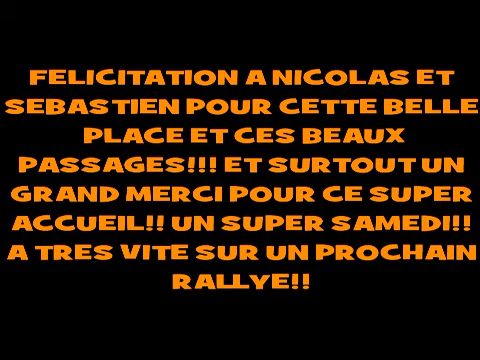 FELICITATION A NICOLAS ET
SEBASTIEN POUR CETTE BELLE
PLACE ET CES BEAUX
PASSAGES!!! ET SURTOUT UN
GRAND MERCI POUR CE SUPER
ACCUEIL!! UN SUPER SAMEDI!!
A TRES VITE SUR UN PROCHAIN
RALLYE!!